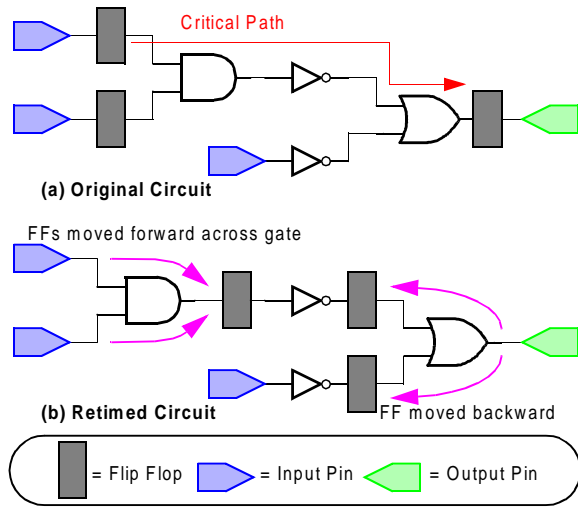 Critical Path
(a) Original Circuit
FFs moved forward across gate
(b) Retimed Circuit
FF moved backward
= Flip Flop
= Input Pin
= Output Pin